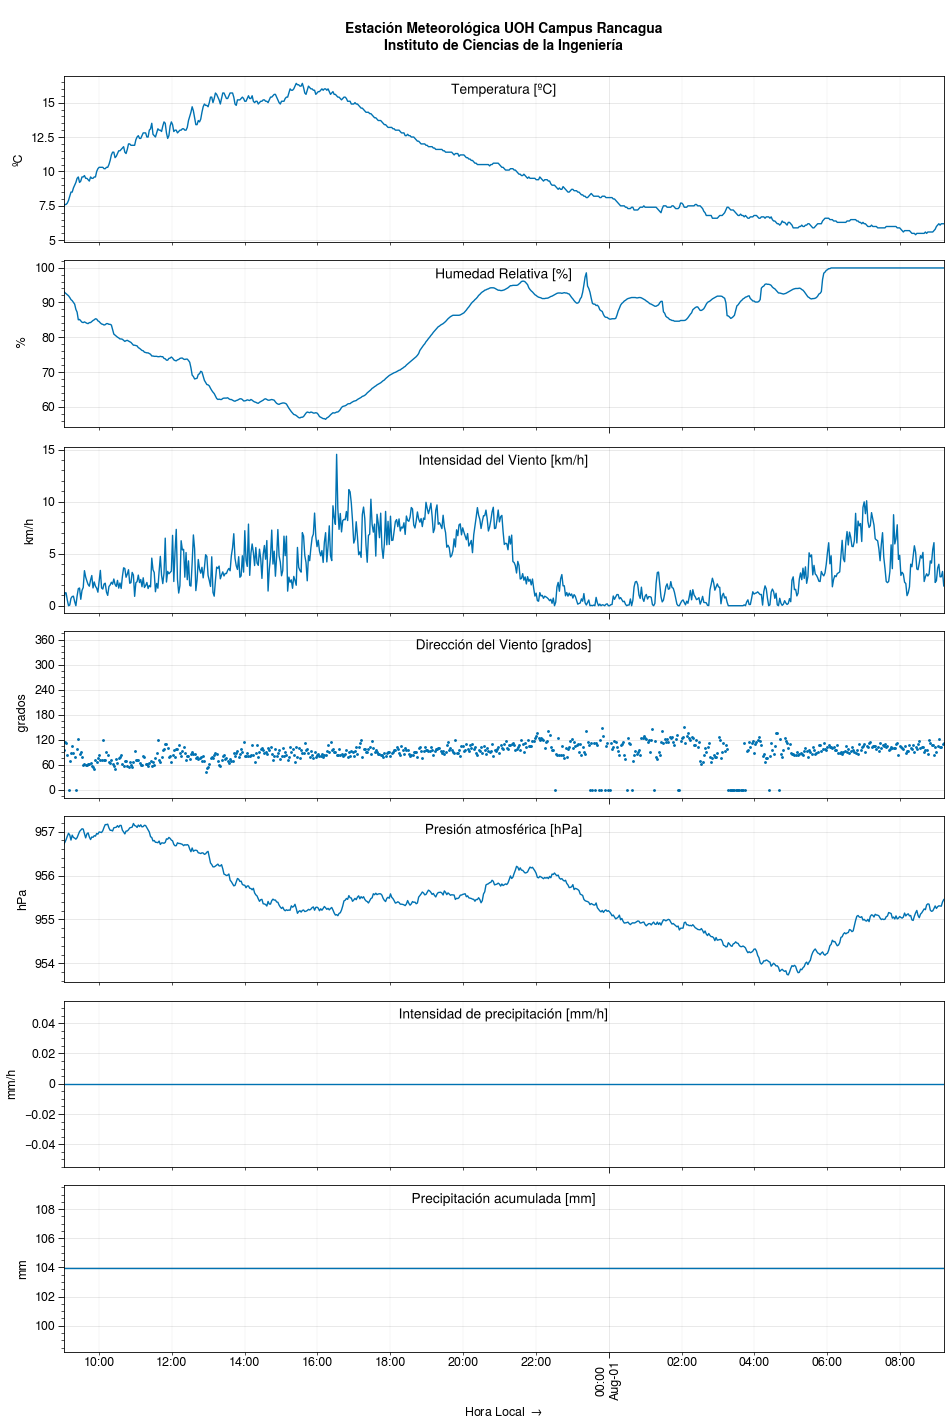 Estación Meteorológica UOH Campus Rancagua
Instituto de Ciencias de la Ingeniería
Temperatura [ºC]
ºC
15
12.5
10
7.5
5
Humedad Relativa [%]
%
100
90
80
70
60
Intensidad del Viento [km/h]
km/h
15
10
5
0
Dirección del Viento [grados]
grados
360
300
240
180
120
60
0
Presión atmosférica [hPa]
hPa
957
956
955
954
Intensidad de precipitación [mm/h]
mm/h
0.04
0.02
0
−0.02
−0.04
Precipitación acumulada [mm]
mm
108
106
104
102
100
10:00 12:00 14:00 16:00 18:00 20:00 22:00 00:00 02:00 04:00 06:00 08:00
Aug-01
Hora Local →